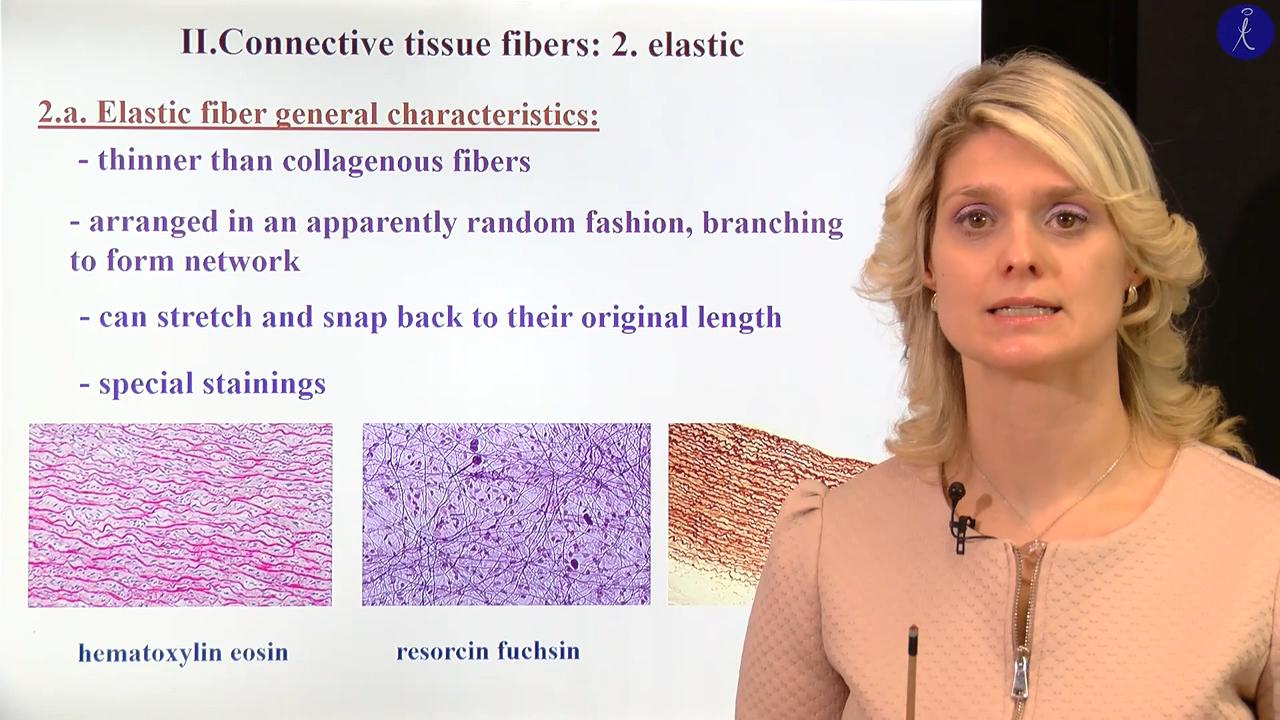 II.Connective tissue fibers: 2. elastic
2.a. Elastic fiber general characteristics:
- thinner than collagenous fibers
- arranged in an apparently random fashion, branching
to form network
- can stretch and snap back to their original length
- special stainings
hematoxylin eosin
resorcin fuchsin